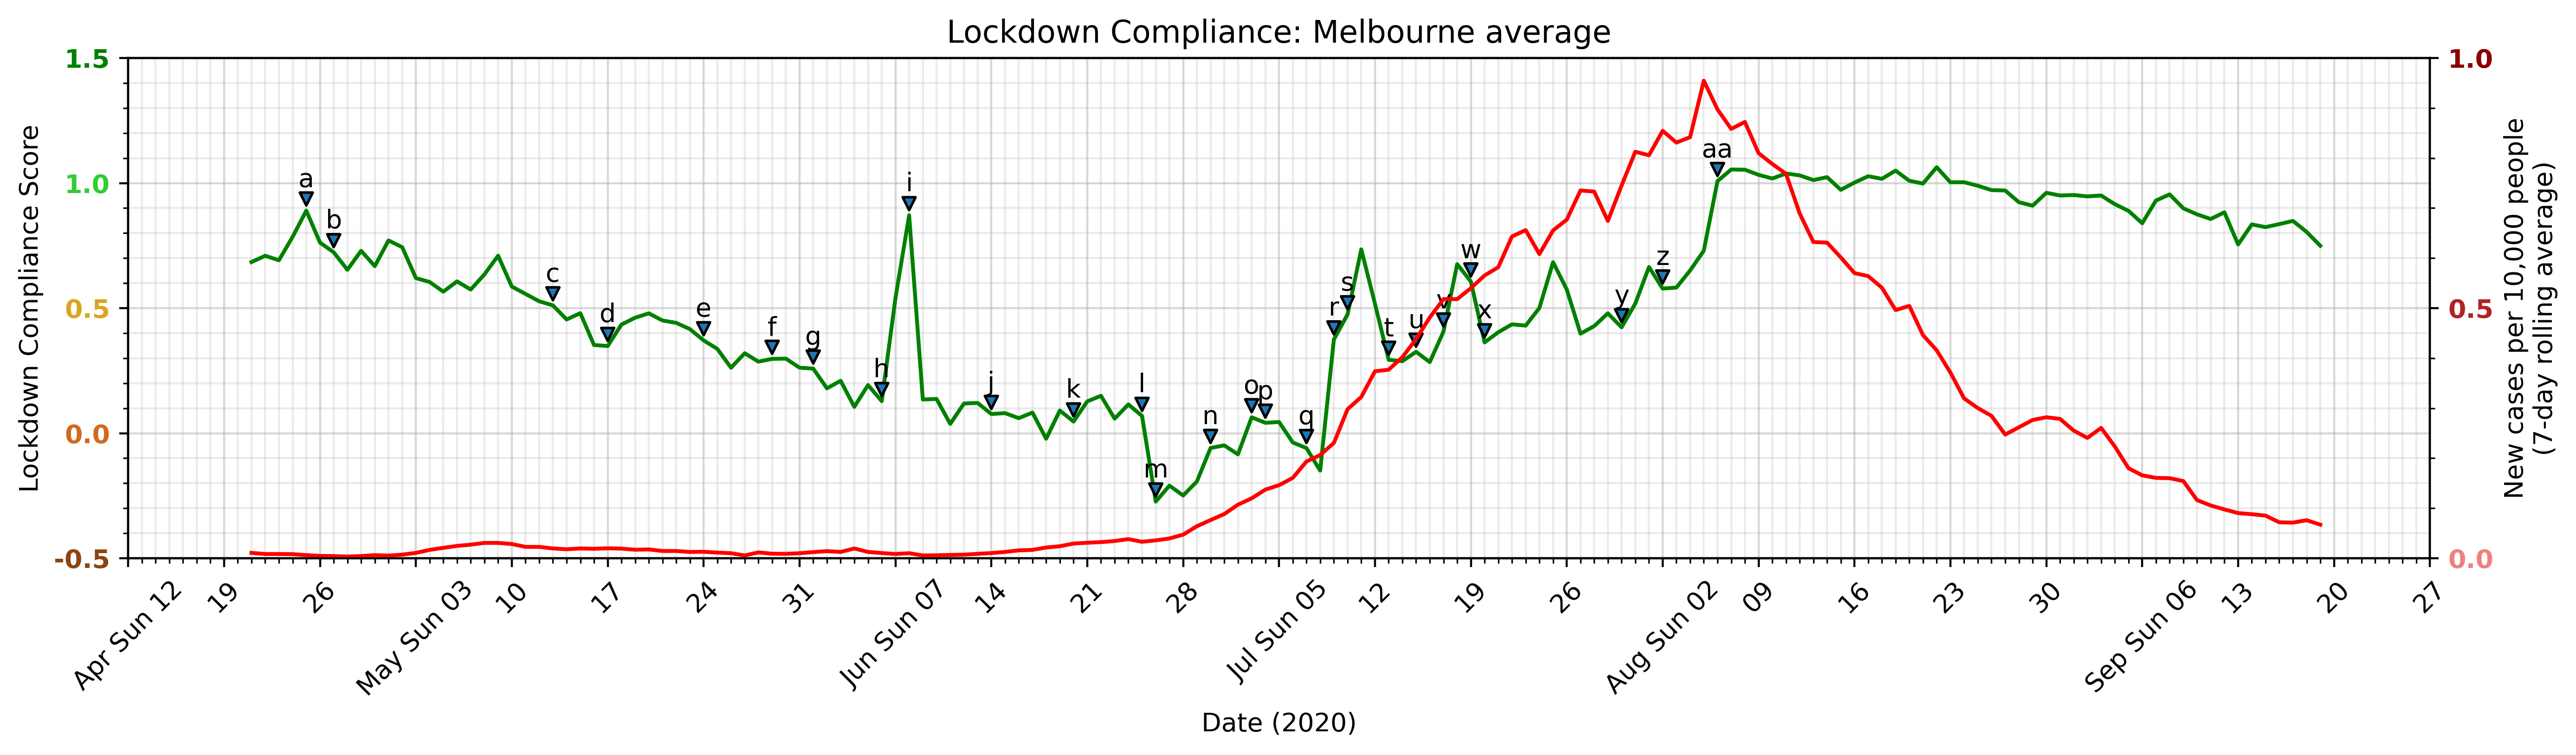 Lockdown Compliance: Melbourne average
Lockdown Compliance Score
1.5
1.0
0.5
0.0
-0.5
a
b
c
d
e
f
g
h
i
j
k
l
m
n
o
p
q
r
s
t
u
v
w
x
y
z
aa
1.0
0.5
0.0
New cases per 10,000 people
(7-day rolling average)
Apr Sun 12
19
26
May Sun 03
10
17
24
31
Jun Sun 07
14
21
28
Jul Sun 05
12
19
26
Aug Sun 02
09
16
23
30
Sep Sun 06
13
20
27
Date (2020)